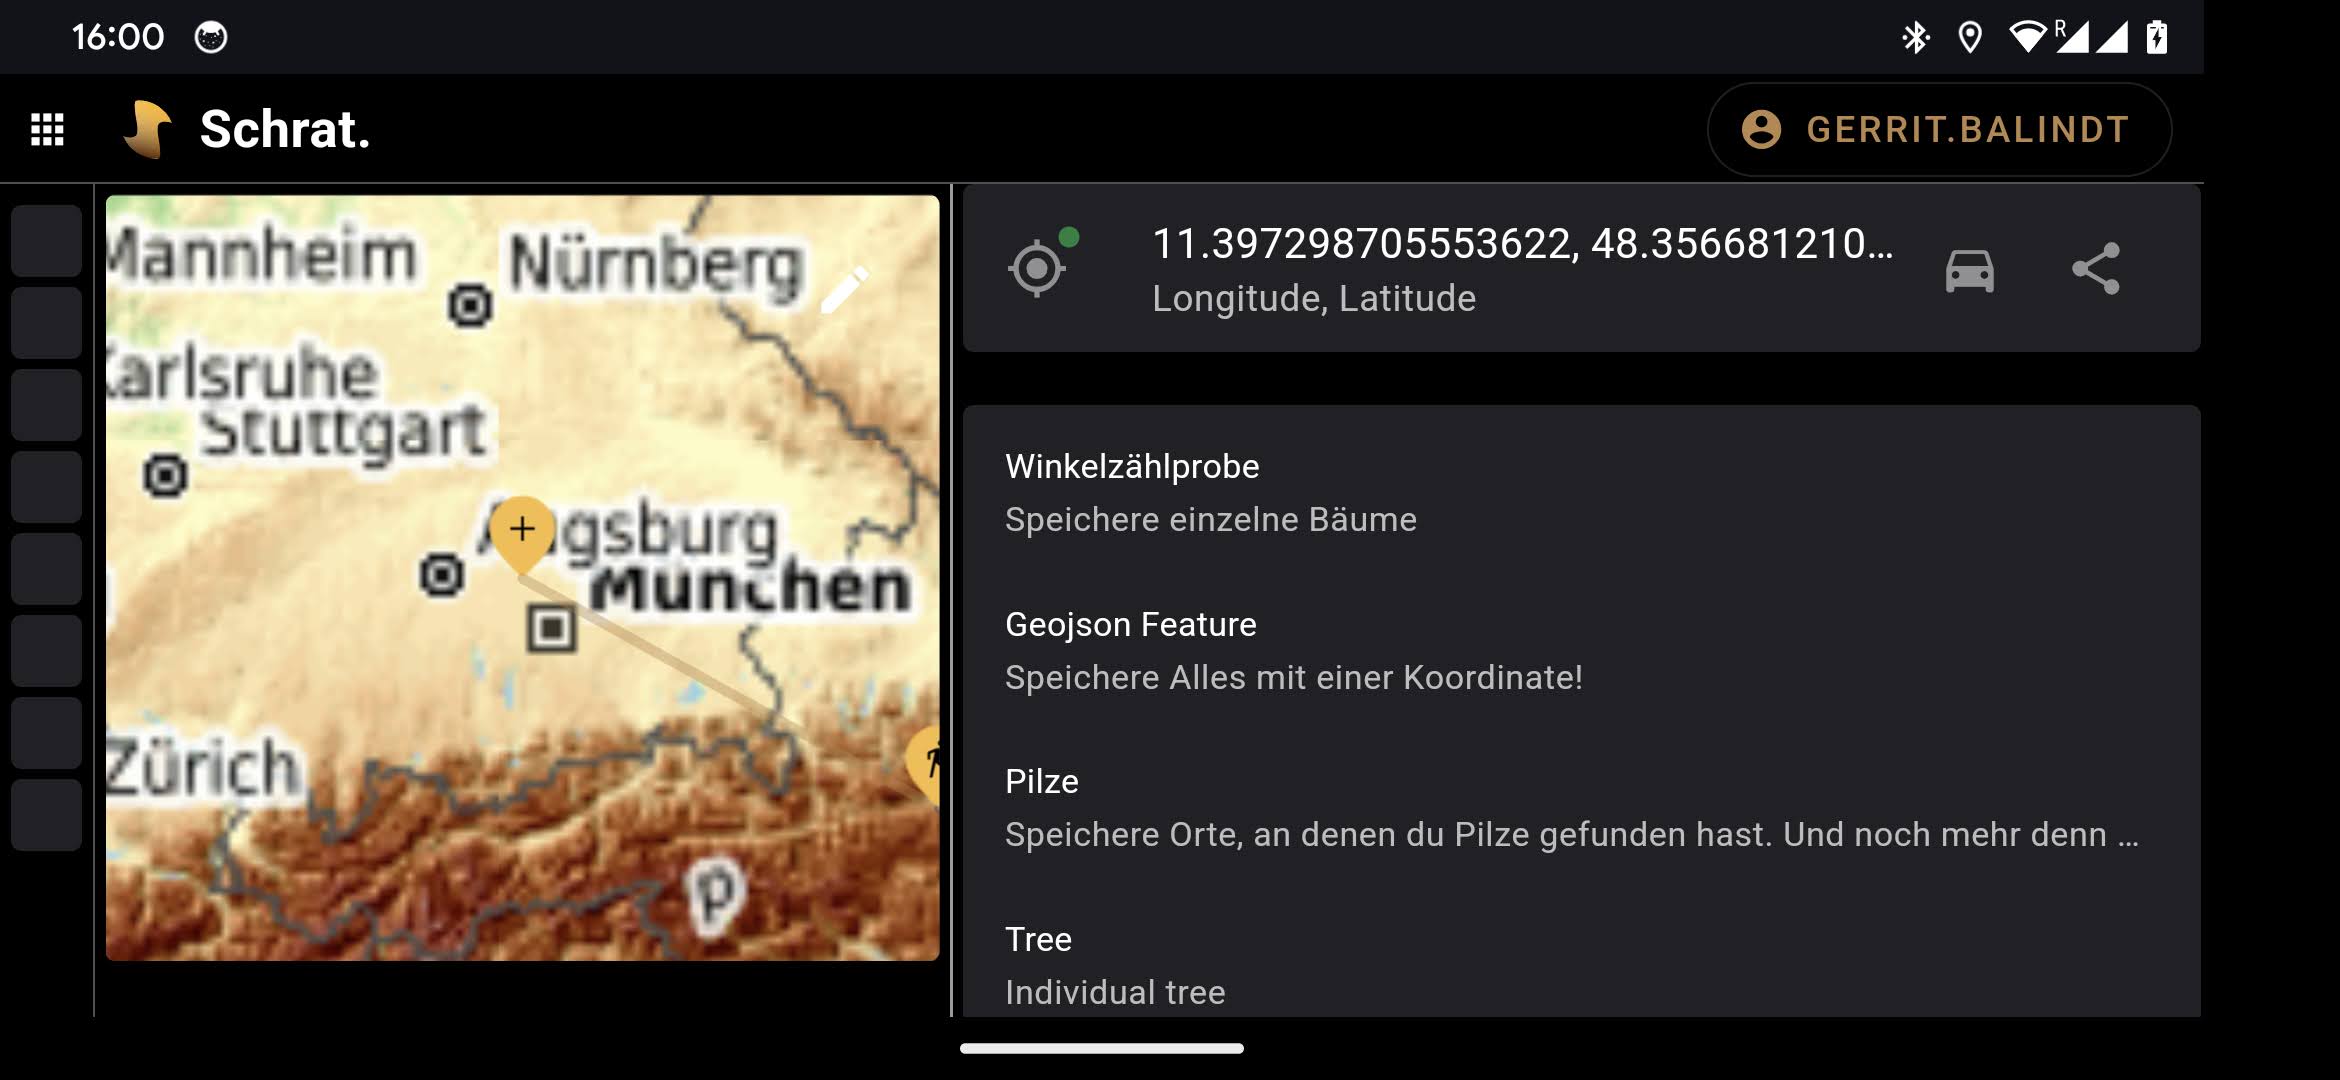 16:00
R
Schrat.
GERRIT.BALINDT
Mannheim
Nürnberg
Karlsruhe
Stuttgart
Augsburg
München
Zürich
p
11.397298705553622, 48.356681210…
Longitude, Latitude
Winkelzählprobe
Speichere einzelne Bäume
Geojson Feature
Speichere Alles mit einer Koordinate!
Pilze
Speichere Orte, an denen du Pilze gefunden hast. Und noch mehr denn …
Tree
Individual tree